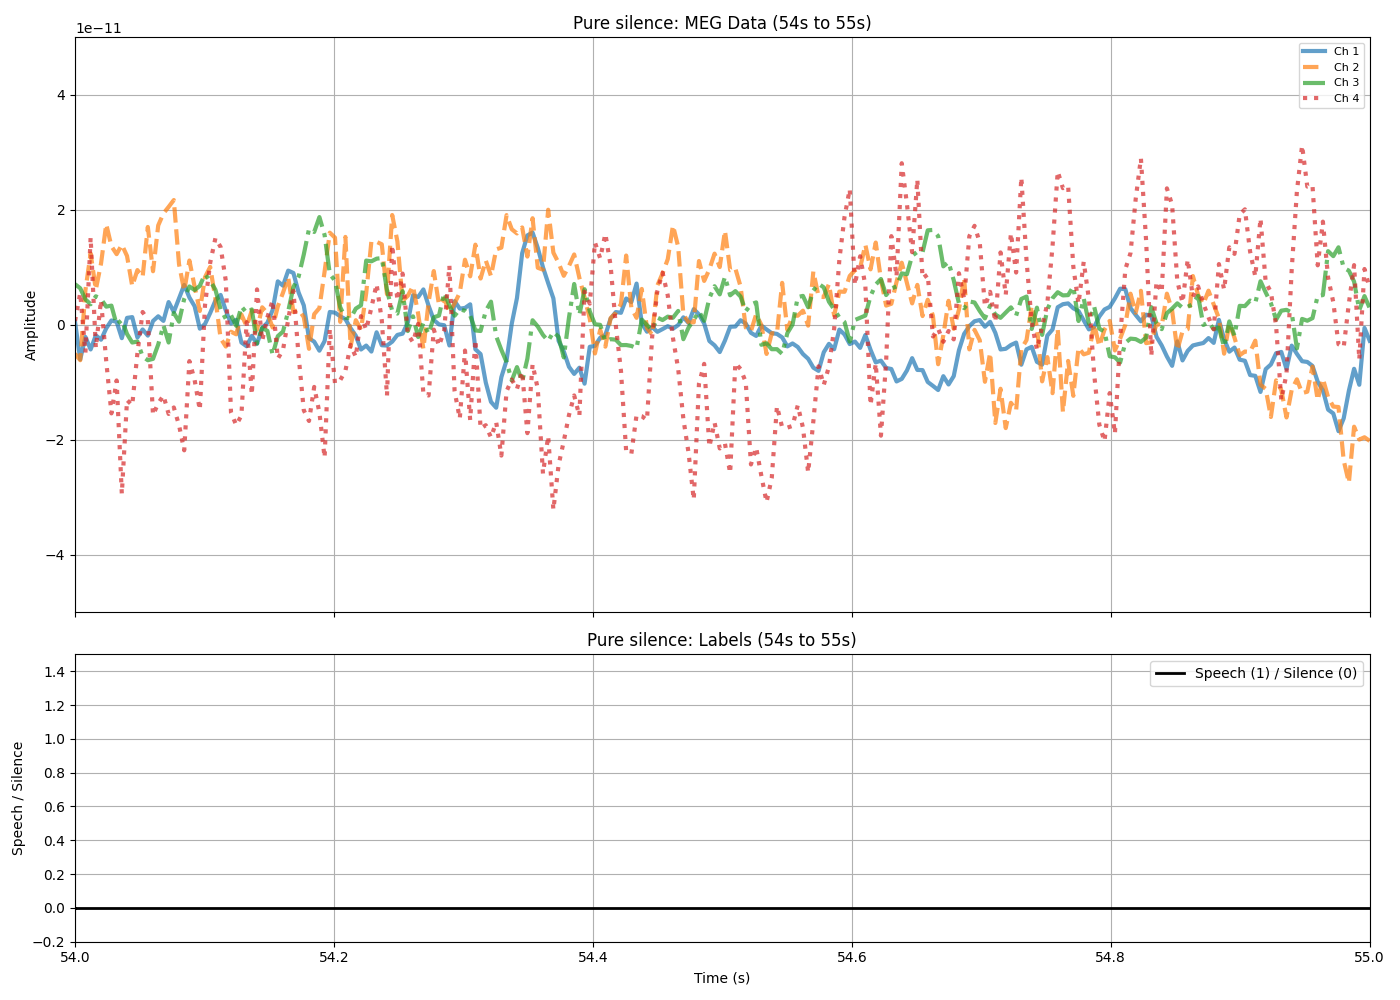 Pure silence: MEG Data (54s to 55s)
1e−11
Ch 1
Ch 2
Ch 3
Ch 4
4
2
0
−2
−4
Amplitude
Pure silence: Labels (54s to 55s)
Speech (1) / Silence (0)
1.4
1.2
1.0
0.8
0.6
0.4
0.2
0.0
−0.2
Speech / Silence
54.0 54.2 54.4 54.6 54.8 55.0
Time (s)